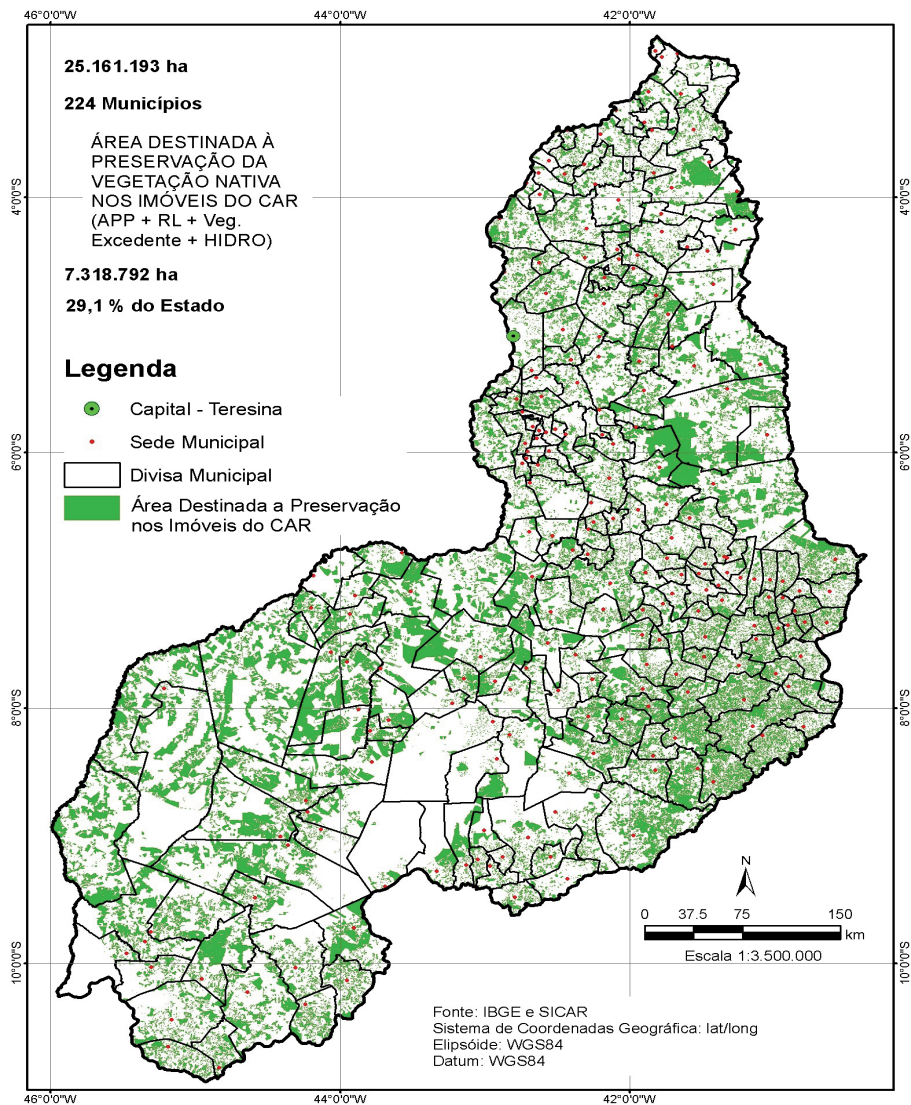 46°0'0"W
44°0'0"W
42°0'0"W
25.161.193 ha
224 Municípios
ÁREA DESTINADA À
PRESERVAÇÃO DA
VEGETAÇÃO NATIVA
NOS IMÓVEIS DO CAR
(APP + RL + Veg.
Excedente + HIDRO)
7.318.792 ha
29,1 % do Estado
Legenda
Capital - Teresina
Sede Municipal
Divisa Municipal
Área Destinada a Preservação
nos Imóveis do CAR
4°0'0"S
4°0'0"S
6°0'0"S
6°0'0"S
8°0'0"S
8°0'0"S
10°0'0"S
10°0'0"S
N
0 37.5 75 150
km
Escala 1:3.500.000
Fonte: IBGE e SICAR
Sistema de Coordenadas Geográfica: lat/long
Elipsóide: WGS84
Datum: WGS84
46°0'0"W
44°0'0"W
42°0'0"W